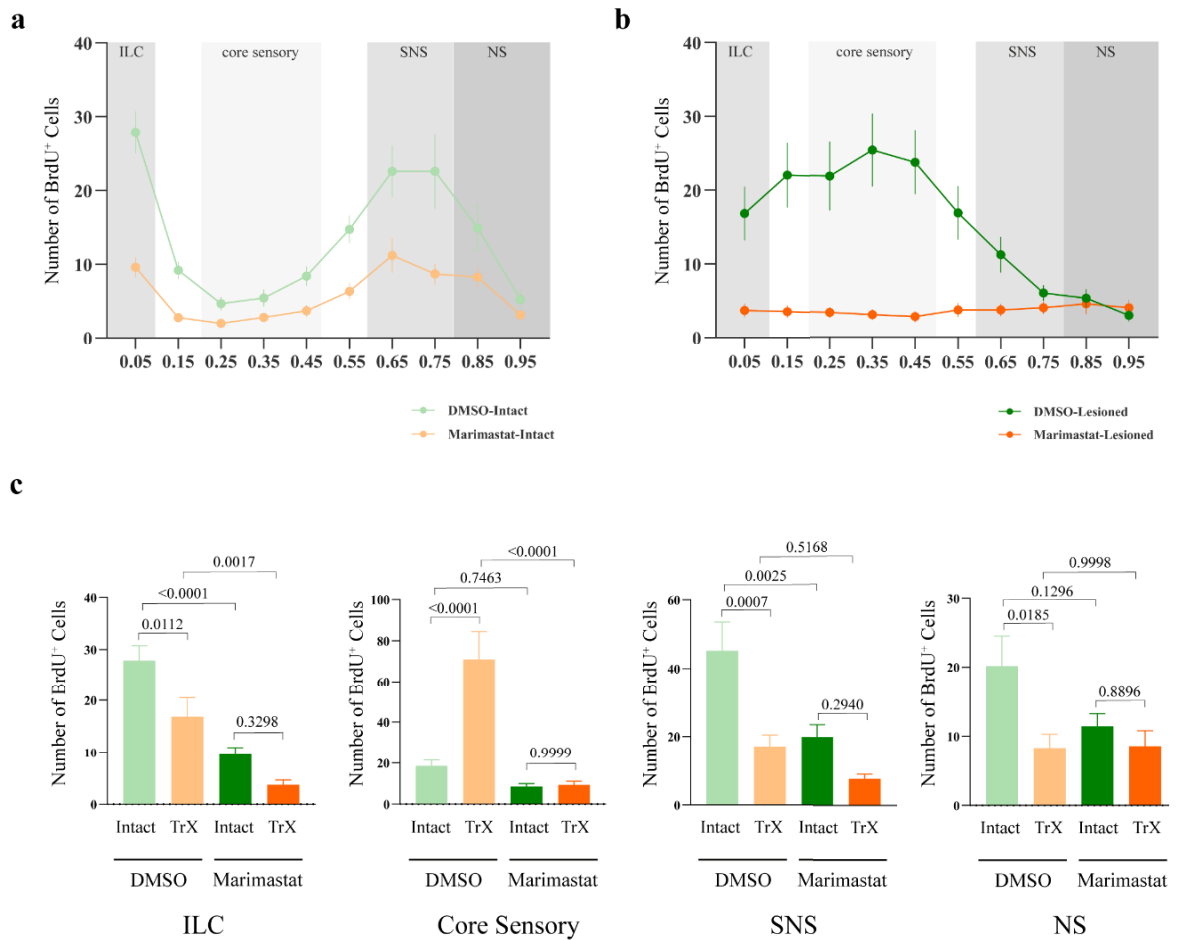 a
b
40
30
20
10
0
Number of BrdU+ Cells
ILC
core sensory
SNS
NS
0.05 0.15 0.25 0.35 0.45 0.55 0.65 0.75 0.85 0.95
DMSO-Intact
Marimastat-Intact
40
30
20
10
0
Number of BrdU+ Cells
ILC
core sensory
SNS
NS
0.05 0.15 0.25 0.35 0.45 0.55 0.65 0.75 0.85 0.95
DMSO-Lesioned
Marimastat-Lesioned
c
Number of ErdU+ Cells
40
30
20
10
0
0.0017
<0.0001
0.0112
0.3298
Intact TrX Intact TrX
DMSO Marimastat
ILC
Number of ErdU+ Cells
100
80
60
40
20
0
<0.0001
0.7463
<0.0001
0.9999
Intact TrX Intact TrX
DMSO Marimastat
Core Sensory
Number of ErdU+ Cells
60
40
20
0
0.5168
0.0025
0.0007
0.2940
Intact TrX Intact TrX
DMSO Marimastat
SNS
Number of BrdU+ Cells
30
20
10
0
0.9998
0.1296
0.0185
0.8896
Intact TrX Intact TrX
DMSO Marimastat
NS